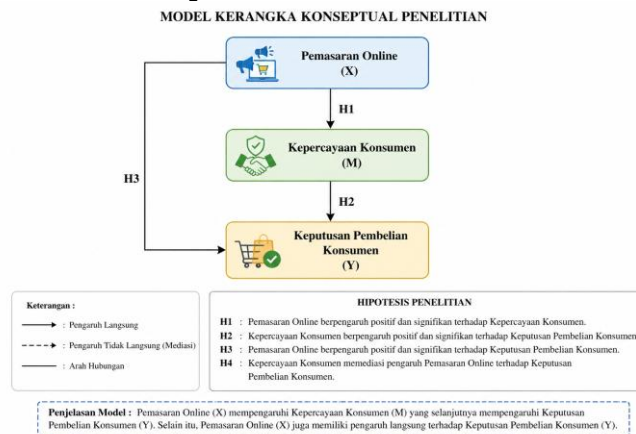 MODEL KERANGKA KONSEPTUAL PENELITIAN
Pemasaran Online
(X)
H1
Kepercayaan Konsumen
(M)
H3
H2
Keputusan Pembelian
Konsumen
(Y)
Keterangan :
: Pengaruh Langsung
: Pengaruh Tidak Langsung (Mediasi)
: Arah Hubungan
HIPOTESIS PENELITIAN
H1 : Pemasaran Online berpengaruh positif dan signifikan terhadap Kepercayaan Konsumen.
H2 : Kepercayaan Konsumen berpengaruh positif dan signifikan terhadap Keputusan Pembelian Konsumen
H3 : Pemasaran Online berpengaruh positif dan signifikan terhadap Keputusan Pembelian Konsumen.
H4 : Kepercayaan Konsumen memediasi pengaruh Pemasaran Online terhadap Keputusan
Pembelian Konsumen.
Penjelasan Model : Pemasaran Online (X) mempengaruhi Kepercayaan Konsumen (M) yang selanjutnya mempengaruhi Keputusan
Pembelian Konsumen (Y). Selain itu, Pemasaran Online (X) juga memiliki pengaruh langsung terhadap Keputusan Pembelian Konsumen (Y).